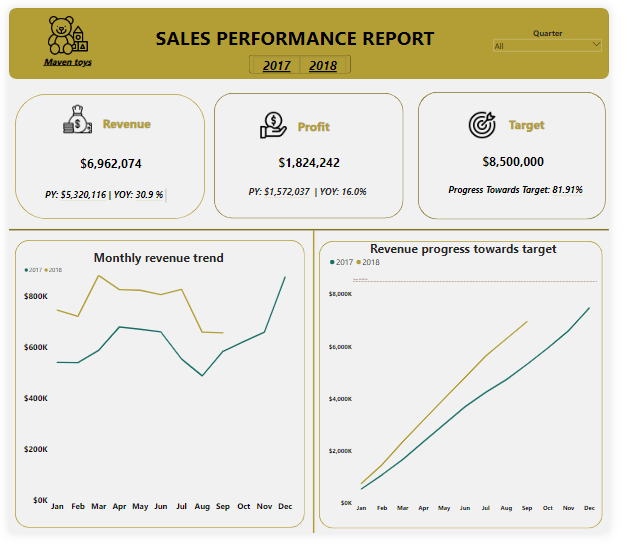 SALES PERFORMANCE REPORT
Quarter
All
Maven toys
2017 2018
Revenue
$6,962,074
PY: $5,320,116 | YOY: 30.9 %
Profit
$1,824,242
PY: $1,572,037 | YOY: 16.0%
Target
$8,500,000
Progress Towards Target: 81.91%
Monthly revenue trend
2017 2018
$800K
$600K
$400K
$200K
$0K
Jan Feb Mar Apr May Jun Jul Aug Sep Oct Nov Dec
Revenue progress towards target
2017 2018
$8,000K
$6,000K
$4,000K
$2,000K
$0K
Jan Feb Mar Apr May Jun Jul Aug Sep Oct Nov Dec